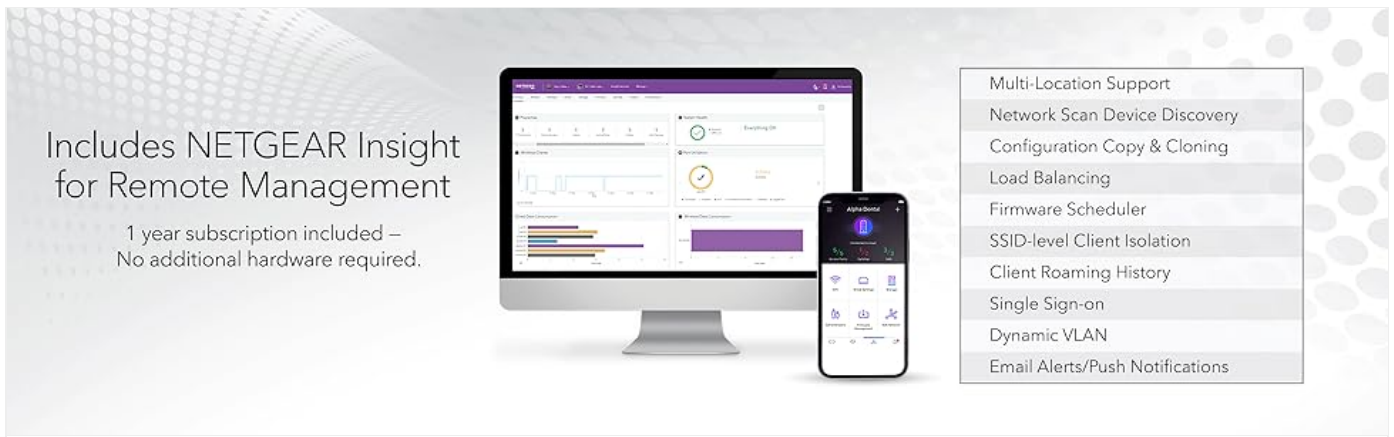 Includes NETGEAR Insight
for Remote Management
1 year subscription included –
No additional hardware required.
Everything OK
Alpha Dental
Multi-Location Support
Network Scan Device Discovery
Configuration Copy & Cloning
Load Balancing
Firmware Scheduler
SSID-level Client Isolation
Client Roaming History
Single Sign-on
Dynamic VLAN
Email Alerts/Push Notifications